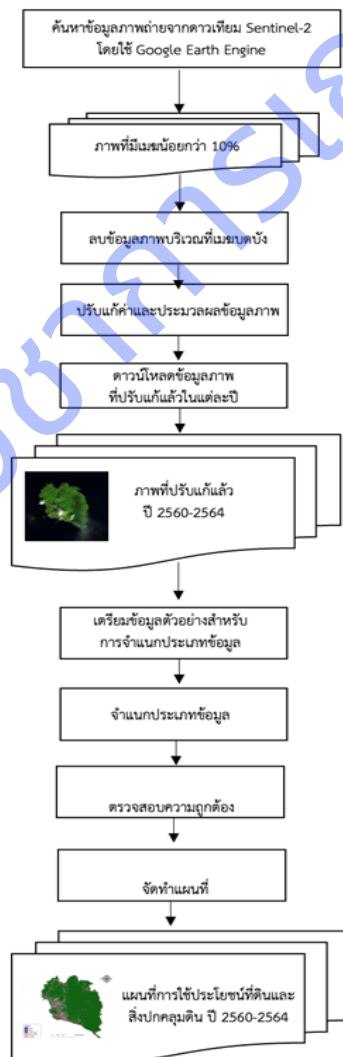 ค้นหาข้อมูลภาพถ่ายจากดาวเทียม Sentinel-2
โดยใช้ Google Earth Engine
ภาพที่มีเมฆน้อยกว่า 10%
ลบข้อมูลภาพบริเวณที่เมฆบดบัง
ปรับแก้ค่าและประมวลผลข้อมูลภาพ
ดาวน์โหลดข้อมูลภาพ
ที่ปรับแก้แล้วในแต่ละปี
ภาพที่ปรับแก้แล้ว
ปี 2560-2564
เตรียมข้อมูลตัวอย่างสำหรับ
การจำแนกประเภทข้อมูล
จำแนกประเภทข้อมูล
ตรวจสอบความถูกต้อง
จัดทำแผนที่
แผนที่การใช้ประโยชน์ที่ดินและ
สิ่งปกคลุมดิน ปี 2560-2564